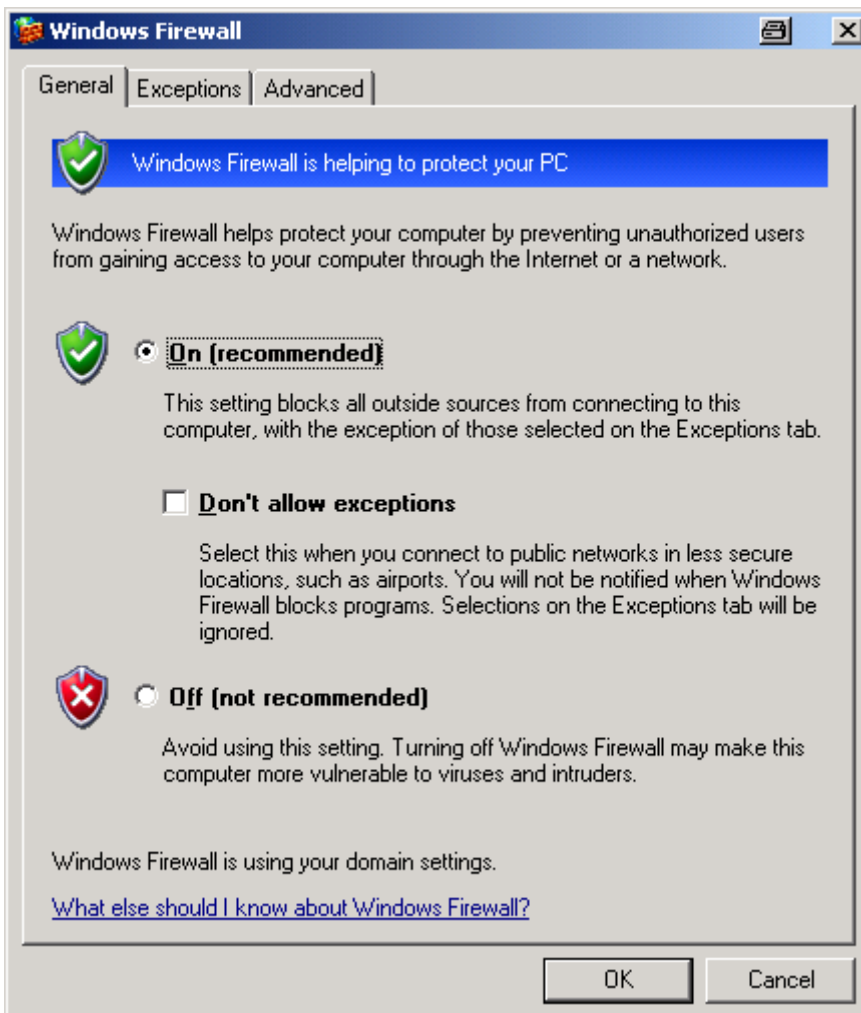 Windows Firewall
General Exceptions Advanced
Windows Firewall is helping to protect your PC
Windows Firewall helps protect your computer by preventing unauthorized users
from gaining access to your computer through the Internet or a network.
On (recommended)
This setting blocks all outside sources from connecting to this
computer, with the exception of those selected on the Exceptions tab.
Don't allow exceptions
Select this when you connect to public networks in less secure
locations, such as airports. You will not be notified when Windows
Firewall blocks programs. Selections on the Exceptions tab will be
ignored.
Off (not recommended)
Avoid using this setting. Turning off Windows Firewall may make this
computer more vulnerable to viruses and intruders.
Windows Firewall is using your domain settings.
What else should I know about Windows Firewall?
OK Cancel